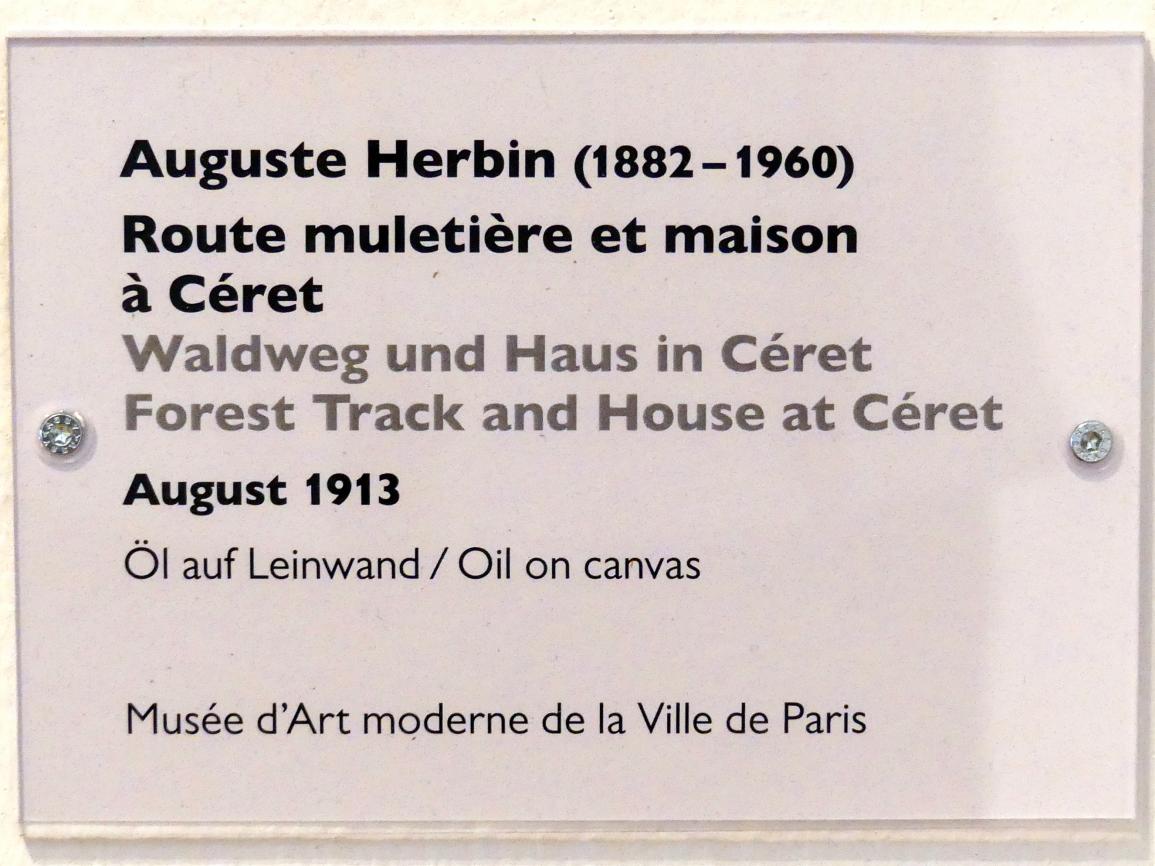 Auguste Herbin (1882–1960)
Route muletière et maison
à Céret
Waldweg und Haus in Céret
Forest Track and House at Céret
August 1913
Öl auf Leinwand / Oil on canvas
Musée d’Art moderne de la Ville de Paris